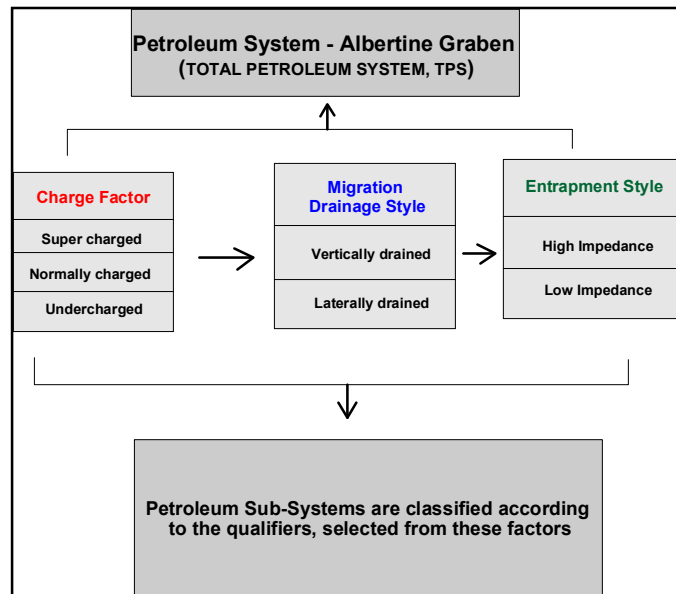 Petroleum System - Albertine Graben
(TOTAL PETROLEUM SYSTEM, TPS)
Charge Factor
Super charged
Normally charged
Undercharged
Migration
Drainage Style
Vertically drained
Laterally drained
Entrapment Style
High Impedance
Low Impedance
Petroleum Sub-Systems are classified according
to the qualifiers, selected from these factors